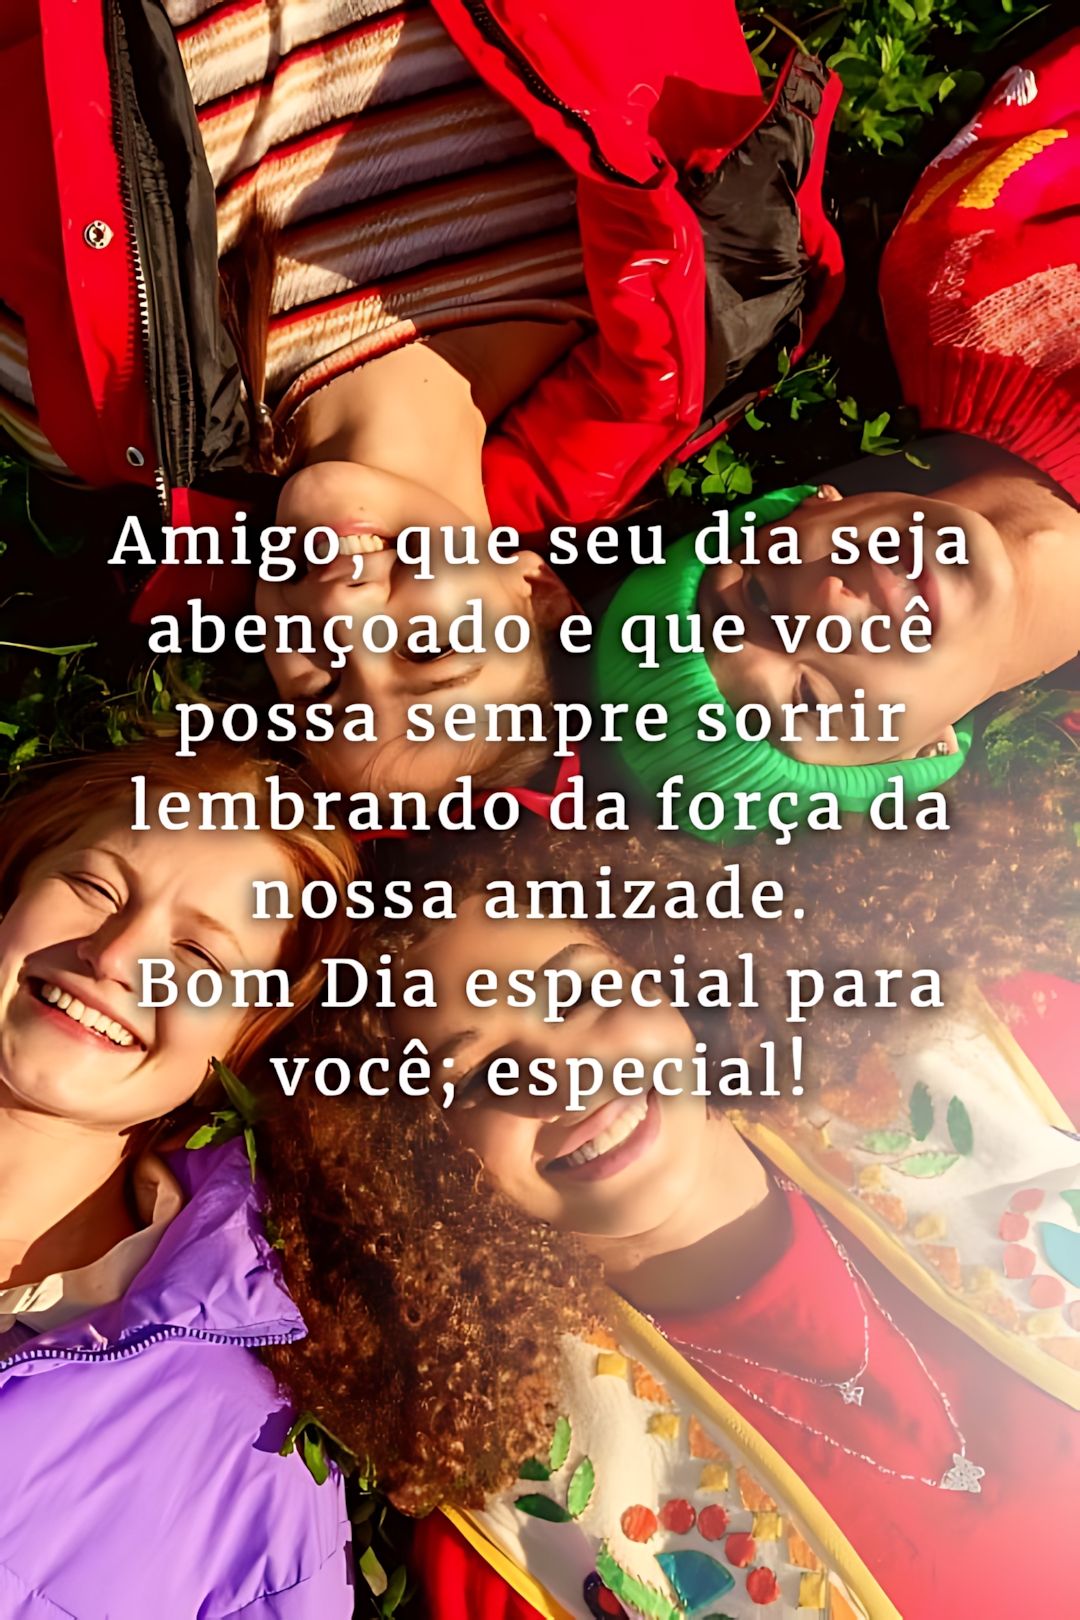 Amigo, que seu dia seja
abençoado e que você
possa sempre sorrir
lembrando da força da
nossa amizade.
Bom Dia especial para
você; especial!